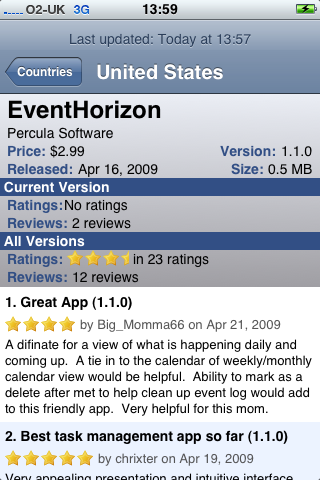 O2-UK 3G 13:59
Last updated: Today at 13:57
Countries United States
EventHorizon
Percula Software
Price: $2.99 Version: 1.1.0
Released: Apr 16, 2009 Size: 0.5 MB
Current Version
Ratings: No ratings
Reviews: 2 reviews
All Versions
Ratings: in 23 ratings
Reviews: 12 reviews
1. Great App (1.1.0)
by Big_Momma66 on Apr 21, 2009
A difinate for a view of what is happening daily and
coming up. A tie in to the calendar of weekly/monthly
calendar view would be helpful. Ability to mark as a
delete after met to help clean up event log would add
to this friendly app. Very helpful for this mom.
2. Best task management app so far (1.1.0)
by chrixter on Apr 19, 2009
Very appealing presentation and intuitive interface